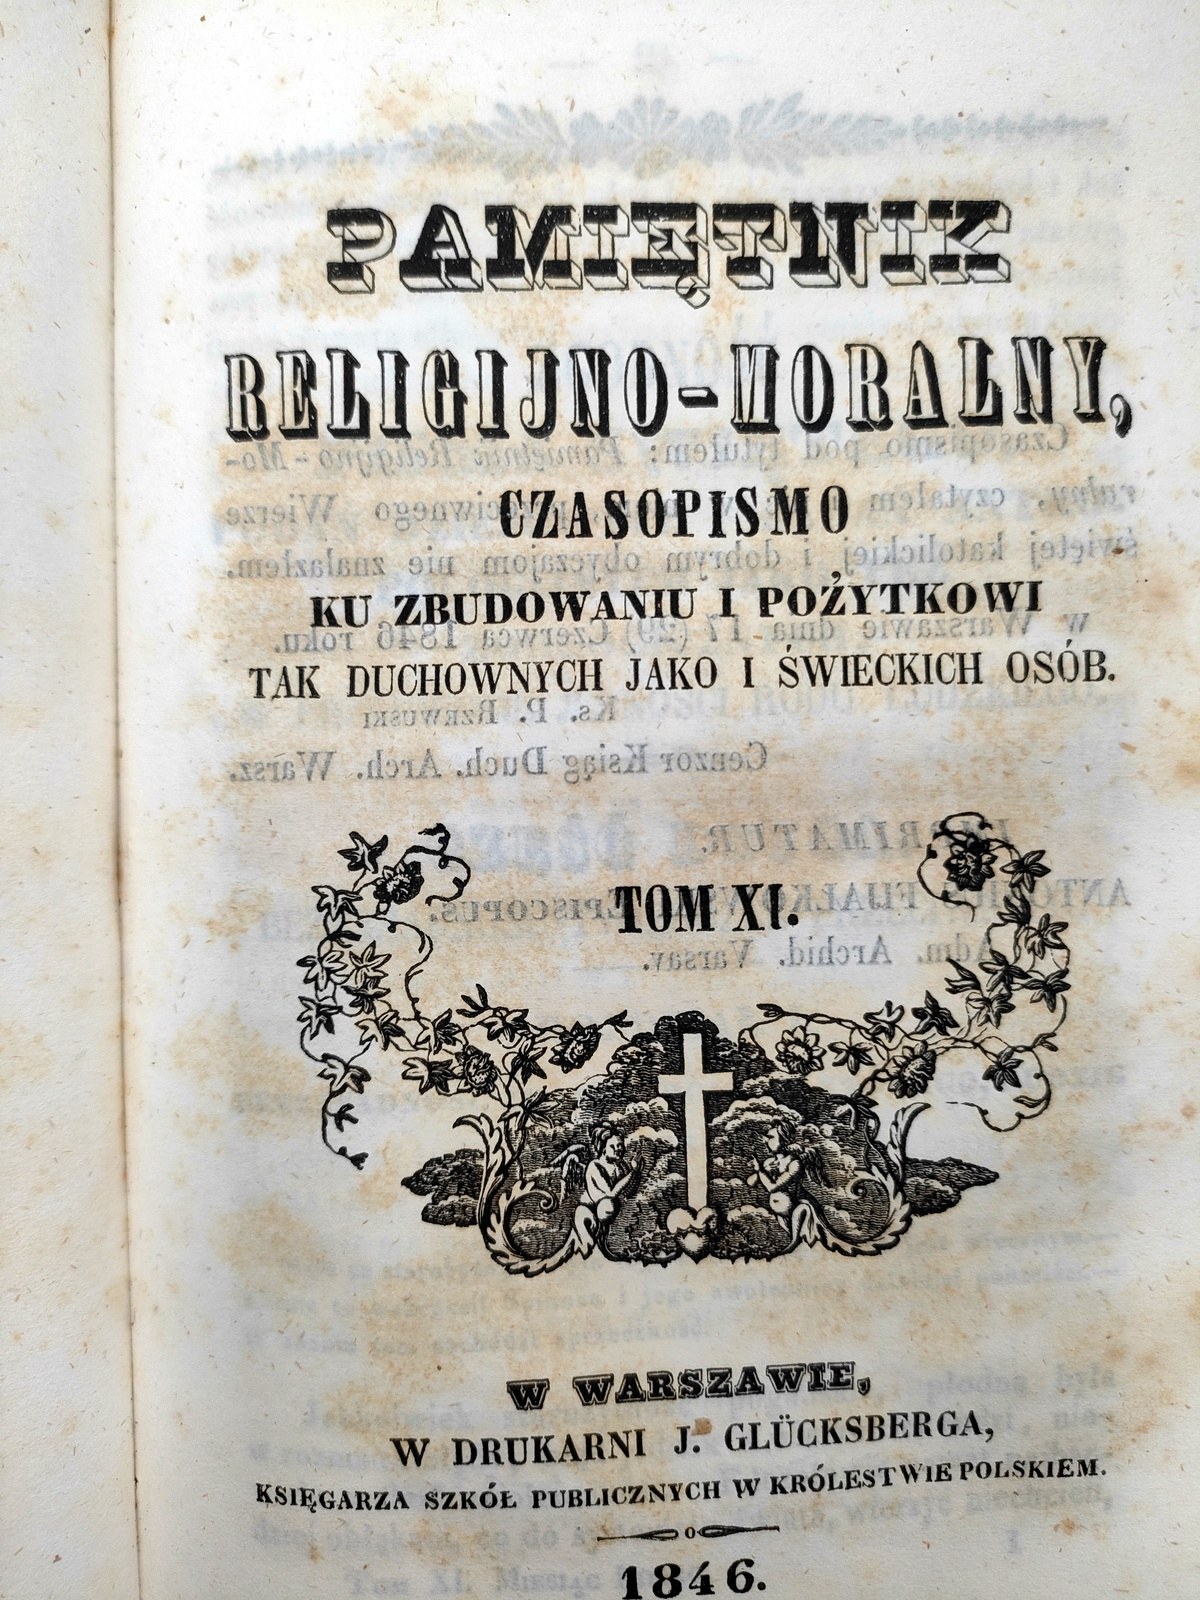 PAMIĘTNIK
RELIGIJNO-MORALNY,
CZASOPISMO
KU ZBUDOWANIU I POŻYTKOWI
TAK DUCHOWNYCH JAKO I ŚWIECKICH OSÓB.
TOM XI.
W WARSZAWIE,
W DRUKARNI J. GLÜCKSBERGA,
KSIĘGARZA SZKÓŁ PUBLICZNYCH W KRÓLESTWIE POLSKIEM.
1846.